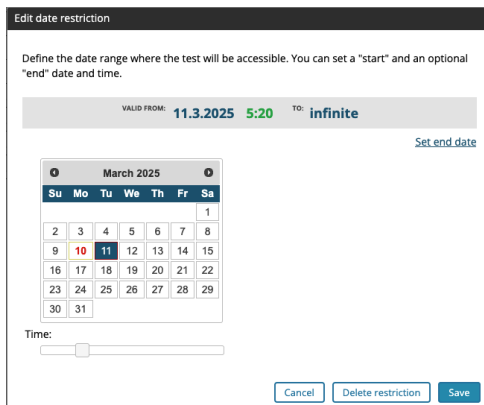 Edit date restriction
Define the date range where the test will be accessible. You can set a "start" and an optional
"end" date and time.
VALID FROM: 11.3.2025 5:20 TO: infinite
Set end date
March 2025
Su Mo Tu We Th Fr Sa
1
2 3 4 5 6 7 8
9 10 11 12 13 14 15
16 17 18 19 20 21 22
23 24 25 26 27 28 29
30 31
Time:
Cancel Delete restriction Save